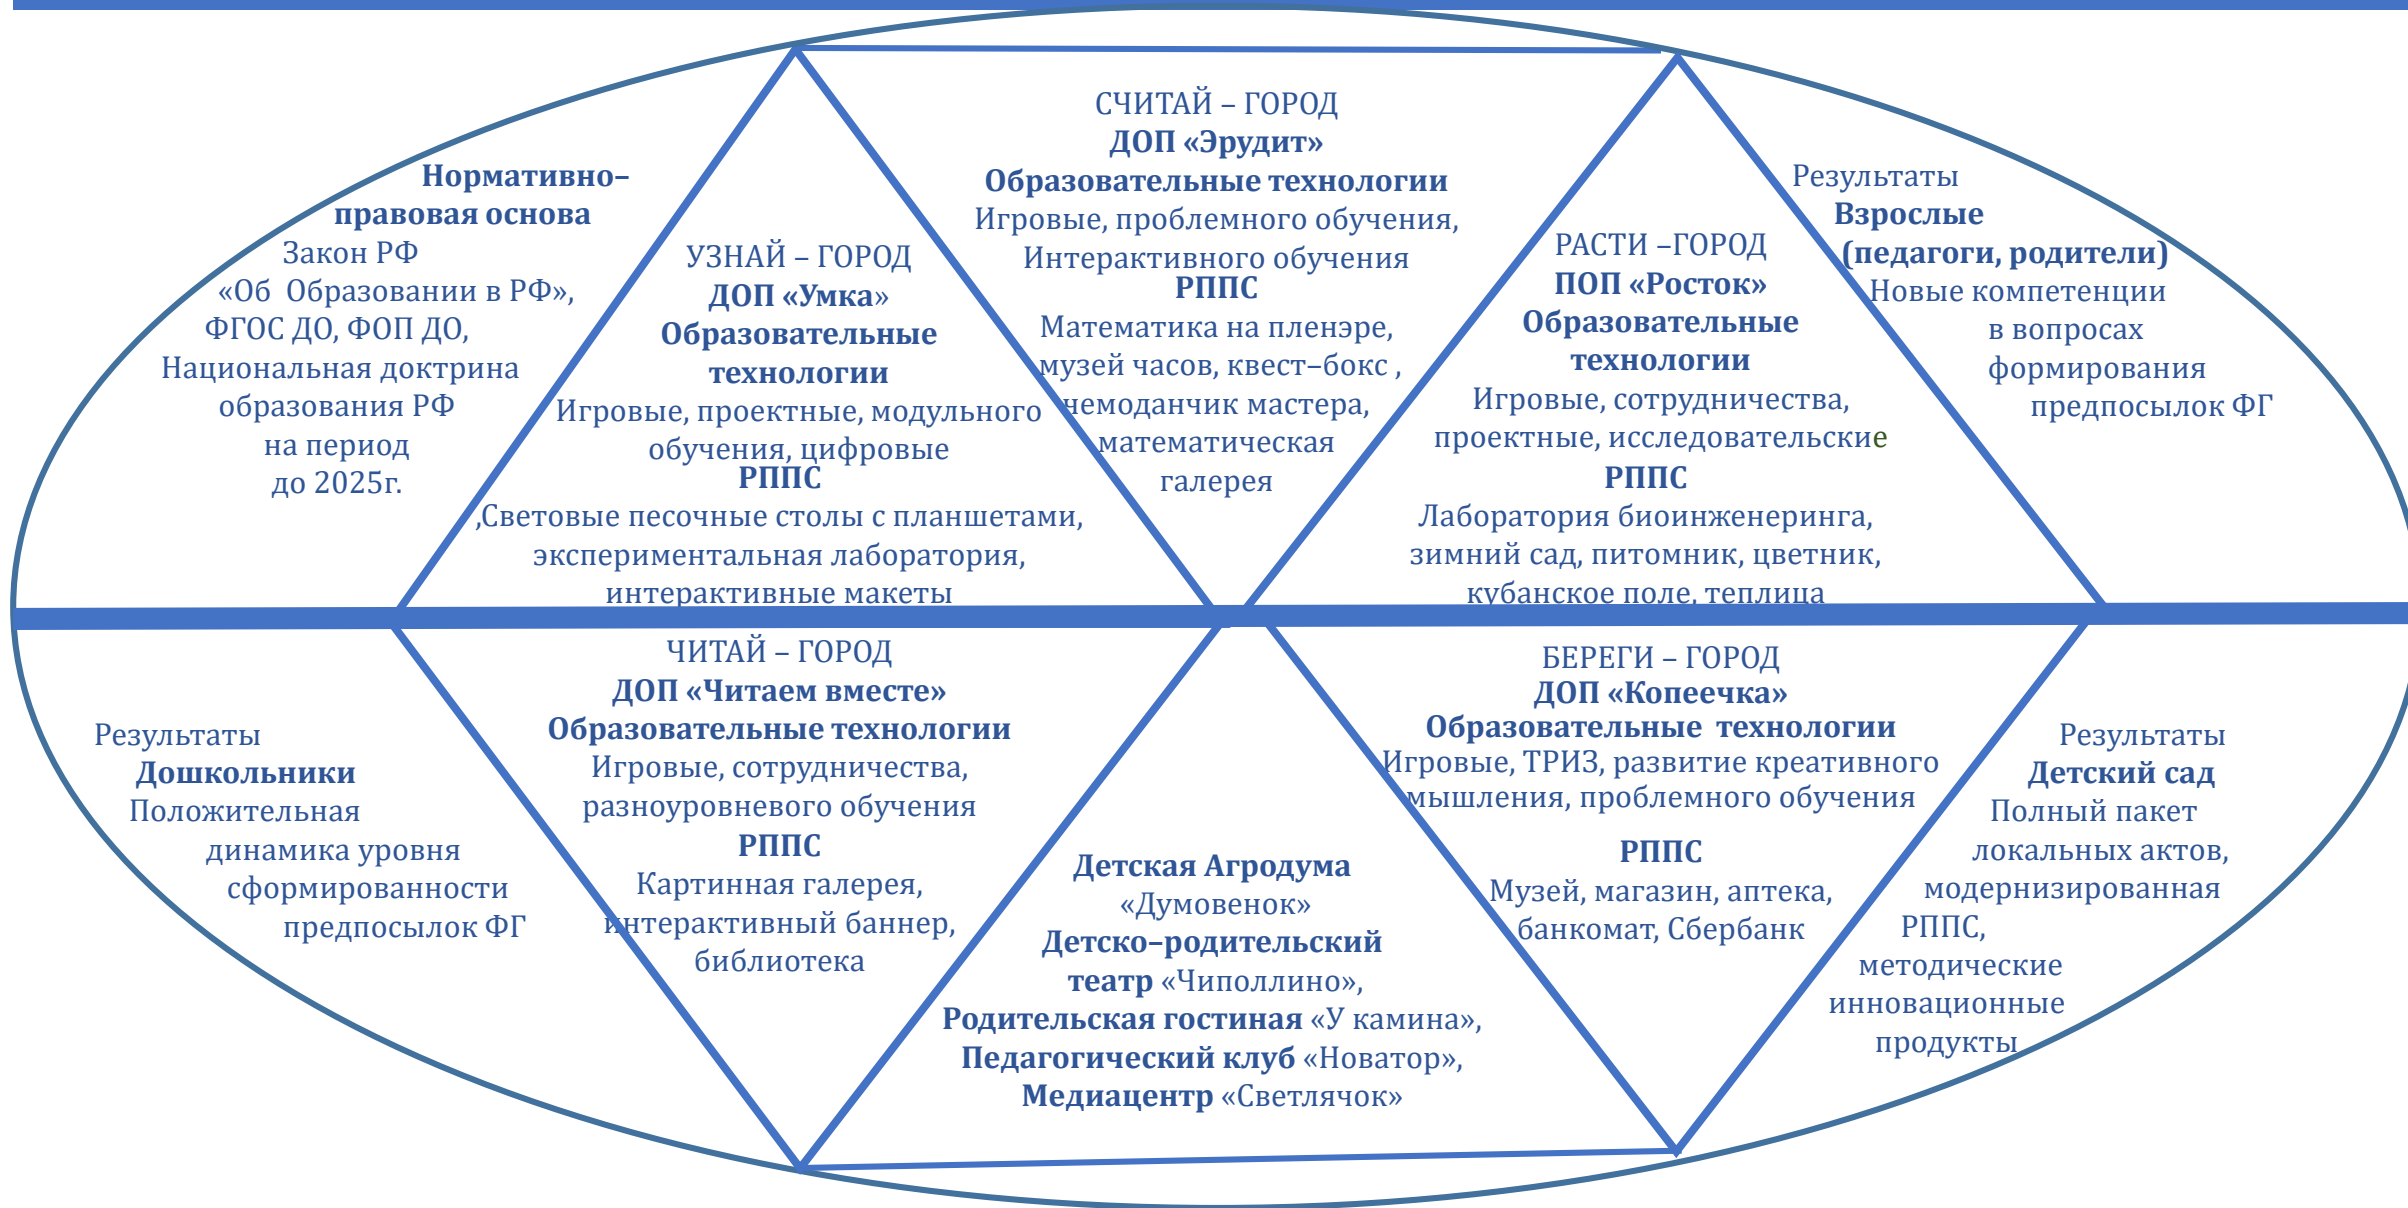 Нормативно–
правовая основа
Закон РФ
«Об  Образовании в РФ»,
ФГОС ДО, ФОП ДО,
Национальная доктрина
образования РФ
на период
до 2025г.
УЗНАЙ – ГОРОД
ДОП «Умка»
Образовательные
технологии
Игровые, проектные, модульного
обучения, цифровые
РППС
,Световые песочные столы с планшетами,
экспериментальная лаборатория,
интерактивные макеты
СЧИТАЙ – ГОРОД
ДОП «Эрудит»
Образовательные технологии
Игровые, проблемного обучения,
Интерактивного обучения
РППС
Математика на пленэре,
музей часов, квест–бокс ,
чемоданчик мастера,
математическая
галерея
РАСТИ –ГОРОД
ПОП «Росток»
Образовательные
технологии
Игровые, сотрудничества,
проектные, исследовательские
РППС
Лаборатория биоинженеринга,
зимний сад, питомник, цветник,
кубанское поле, теплица
Результаты
Взрослые
(педагоги, родители)
Новые компетенции
в вопросах
формирования
предпосылок ФГ
Результаты
Дошкольники
Положительная
динамика уровня
сформированности
предпосылок ФГ
ЧИТАЙ – ГОРОД
ДОП «Читаем вместе»
Образовательные технологии
Игровые, сотрудничества,
разноуровневого обучения
РППС
Картинная галерея,
интерактивный баннер,
библиотека
Детская Агродума
«Думовенок»
Детско–родительский
театр «Чиполлино»,
Родительская гостиная «У камина»,
Педагогический клуб «Новатор»,
Медиацентр «Светлячок»
БЕРЕГИ – ГОРОД
ДОП «Копеечка»
Образовательные  технологии
Игровые, ТРИЗ, развитие креативного
мышления, проблемного обучения
РППС
Музей, магазин, аптека,
банкомат, Сбербанк
Результаты
Детский сад
Полный пакет
локальных актов,
модернизированная
РППС,
методические
инновационные
продукты